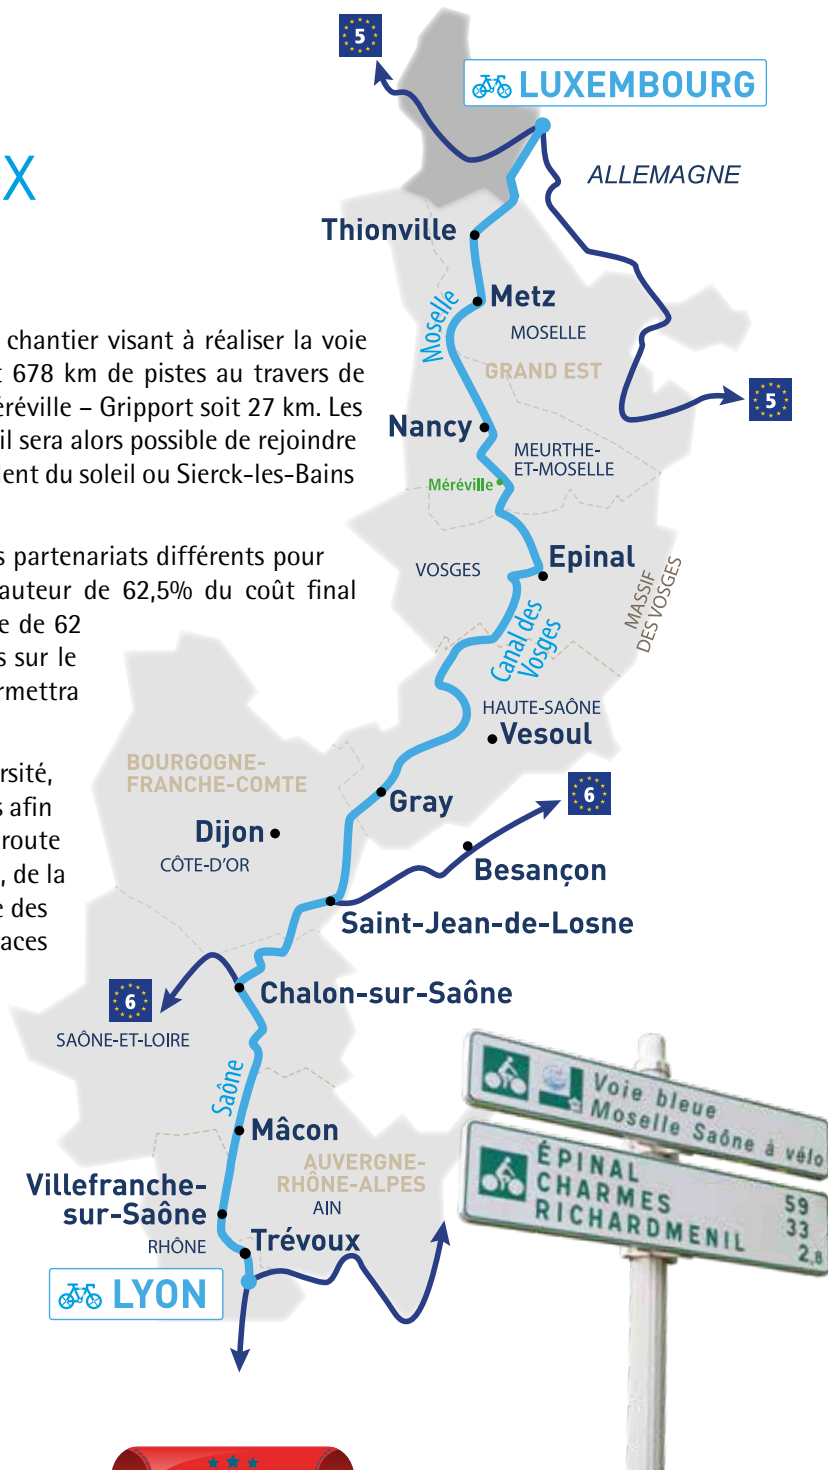 5
LUXEMBOURG
X
ALLEMAGNE
Thionville
Metz
Moselle
MOSELLE
chantier visant à réaliser la voie
t 678 km de pistes au travers de
éréville – Gripport soit 27 km. Les
il sera alors possible de rejoindre
lent du soleil ou Sierck-les-Bains
GRAND EST
5
Nancy
MEURTHE-
ET-MOSELLE
Méréville
s partenariats différents pour
auteur de 62,5% du coût final
e de 62
s sur le
rmettra
VOSGES
Epinal
MASSIF
DES VOSGES
Canal des
Vosges
HAUTE-SAÔNE
Vesoul
BOURGOGNE-
FRANCHE-COMTE
rsité,
s afin
route
, de la
e des
aces
Gray
6
Dijon
CÔTE-D'OR
Besançon
Saint-Jean-de-Losne
6
Chalon-sur-Saône
SAÔNE-ET-LOIRE
Saône
Mâcon
AUVERGNE-
RHÔNE-ALPES
AIN
Villefranche-
sur-Saône
RHÔNE
Trévoux
LYON
Voie bleue
Moselle Saône à vélo
ÉPINAL 59
CHARMES 33
RICHARDMENIL 2,8